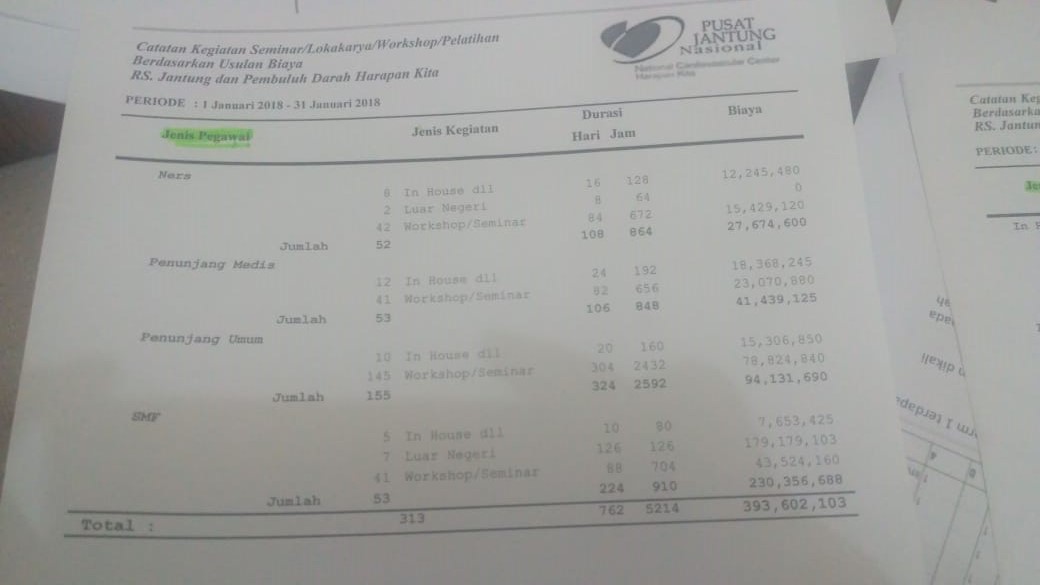 Catatan Kegiatan Seminar/Lokakarya/Workshop/Pelatihan
Berdasarkan Usulan Biaya
RS. Jantung dan Pembuluh Darah Harapan Kita
PUSAT
JANTUNG
Nasional
National Cardiovascular Center
Harapan Kita
PERIODE : 1 Januari 2018 - 31 Januari 2018
Jenis Pegawai Jenis Kegiatan Durasi Biaya
Hari Jam
Ners
8 In House dll 16 128 12,245,480
2 Luar Negeri 8 64 0
42 Workshop/Seminar 84 672 15,429,120
Jumlah 52 108 864 27,674,600
Penunjang Medis
12 In House dll 24 192 18,368,245
41 Workshop/Seminar 82 656 23,070,880
Jumlah 53 106 848 41,439,125
Penunjang Umum
10 In House dll 20 160 15,306,850
145 Workshop/Seminar 304 2432 78,824,840
Jumlah 155 324 2592 94,131,690
SMF
5 In House dll 10 80 7,653,425
7 Luar Negeri 126 126 179,179,103
41 Workshop/Seminar 88 704 43,524,160
Jumlah 53 224 910 230,356,688
Total : 313 762 5214 393,602,103
Catatan Keg
Berdasarka
RS. Jantun
PERIODE:
Je
In